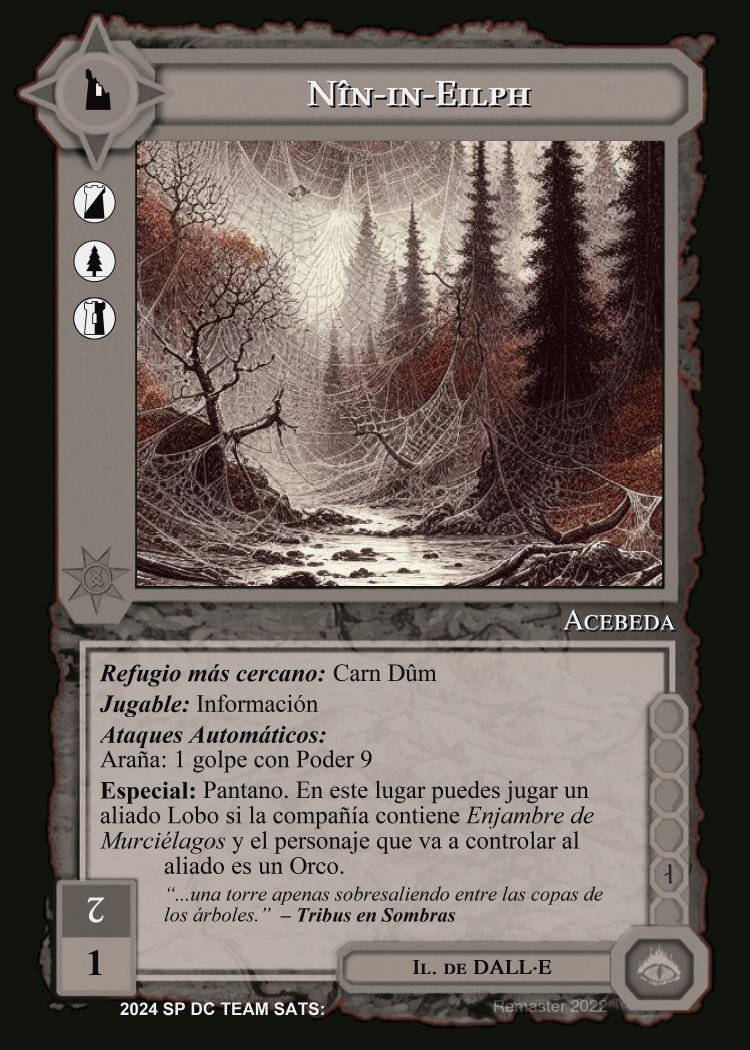 Nîn-in-Eilph
Acebeda
Refugio más cercano: Carn Dûm
Jugable: Información
Ataques Automáticos:
Araña: 1 golpe con Poder 9
Especial: Pantano. En este lugar puedes jugar un
aliado Lobo si la compañía contiene Enjambre de
Murciélagos y el personaje que va a controlar al
aliado es un Orco.
“...una torre apenas sobresaliendo entre las copas de
los árboles.” – Tribus en Sombras
2
1
Il. de DALL·E
2024 SP DC TEAM SATS:
Remaster 2022